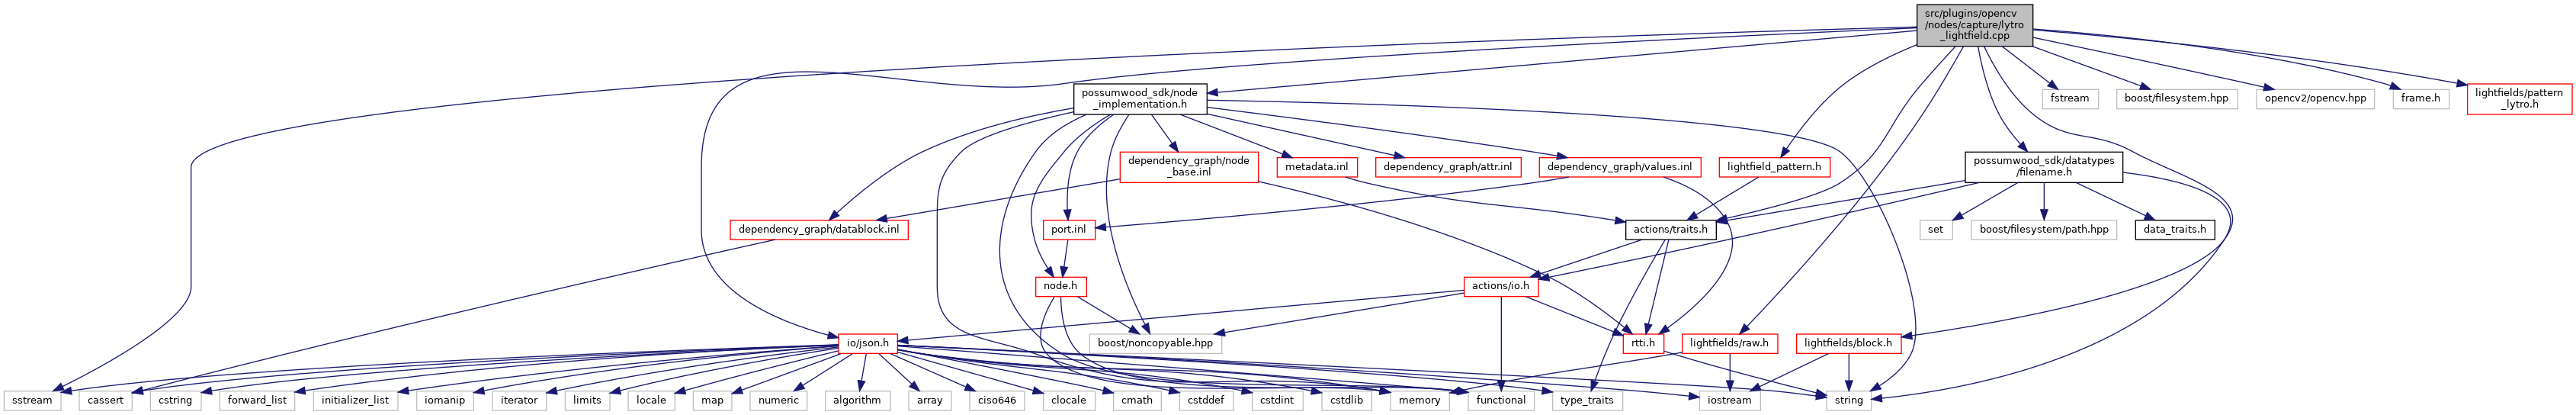 src/plugins/opencv
/nodes/capture/lytro
_lightfield.cpp
possumwood_sdk/node
_implementation.h
fstream
boost/filesystem.hpp
opencv2/opencv.hpp
frame.h
lightfields/pattern
_lytro.h
dependency_graph/node
_base.inl
metadata.inl
dependency_graph/attr.inl
dependency_graph/values.inl
lightfield_pattern.h
possumwood_sdk/datatypes
/filename.h
dependency_graph/datablock.inl
port.inl
actions/traits.h
set
boost/filesystem/path.hpp
data_traits.h
node.h
actions/io.h
io/json.h
boost/noncopyable.hpp
rtti.h
lightfields/raw.h
lightfields/block.h
sstream
cassert
cstring
forward_list
initializer_list
iomanip
iterator
limits
locale
map
numeric
algorithm
array
ciso646
clocale
cmath
cstddef
cstdint
cstdlib
memory
functional
type_traits
iostream
string